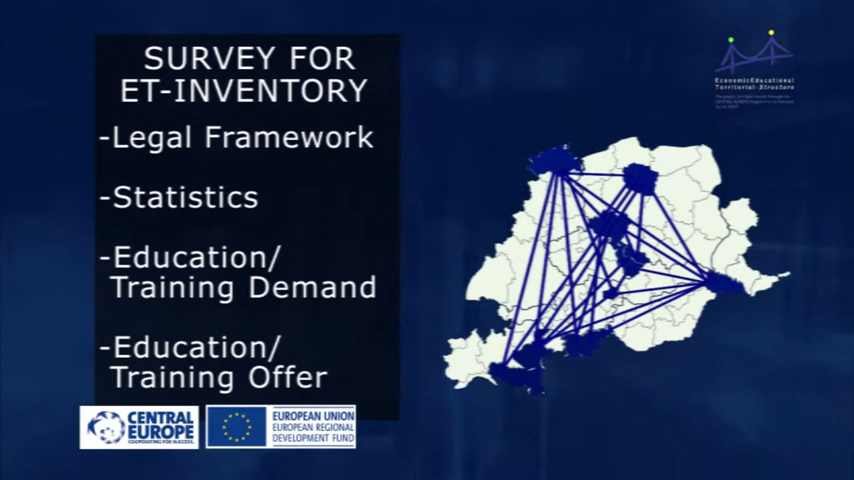 SURVEY FOR
ET-INVENTORY
-Legal Framework
-Statistics
-Education/
Training Demand
-Education/
Training Offer
EconomicEducational
Territorial-Structure
CENTRAL
EUROPE
COOPERATING FOR SUCCESS.
EUROPEAN UNION
EUROPEAN REGIONAL
DEVELOPMENT FUND